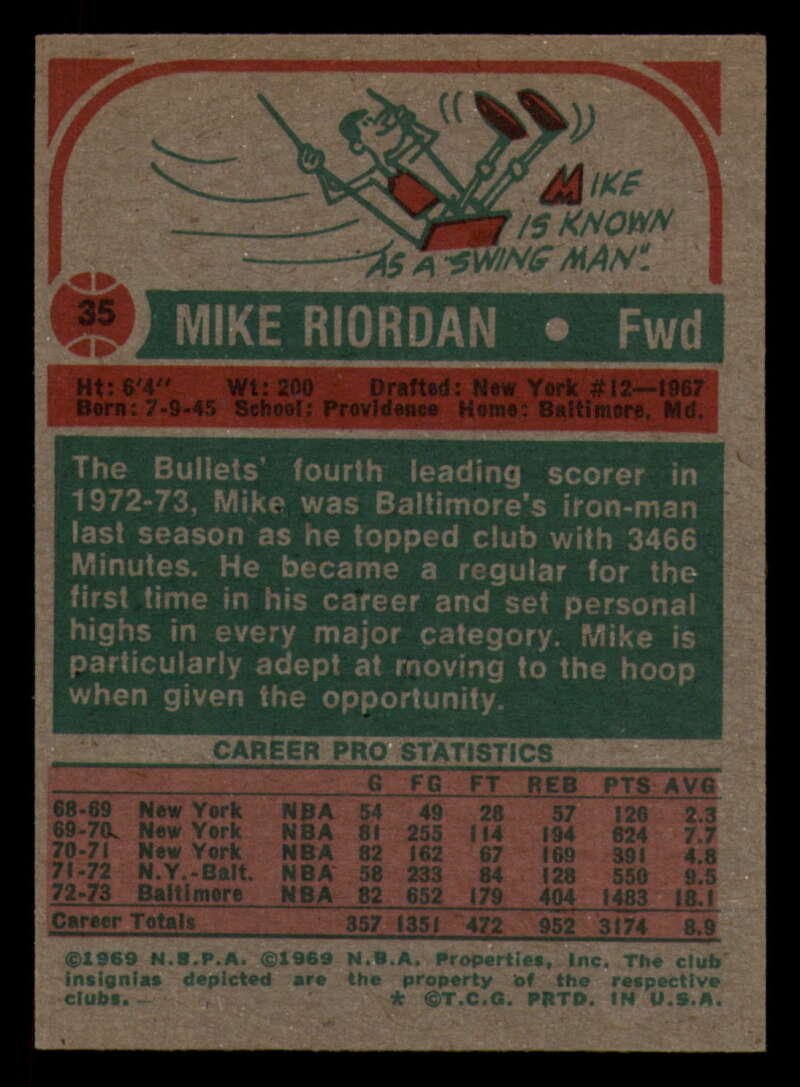 MIKE
IS KNOWN
AS A "SWING MAN".
35
MIKE RIORDAN • Fwd
Ht: 6'4" Wt: 200 Drafted: New York #12—1967
Born: 7-9-45 School: Providence Home: Baltimore, Md.
The Bullets' fourth leading scorer in
1972-73, Mike was Baltimore's iron-man
last season as he topped club with 3466
Minutes. He became a regular for the
first time in his career and set personal
highs in every major category. Mike is
particularly adept at moving to the hoop
when given the opportunity.
CAREER PRO STATISTICS
G FG FT REB PTS AVG
68-69 New York NBA 54 49 28 57 126 2.3
69-70 New York NBA 81 255 114 194 624 7.7
70-71 New York NBA 82 162 67 169 391 4.8
71-72 N.Y.-Balt. NBA 58 233 84 128 550 9.5
72-73 Baltimore NBA 82 652 179 404 1483 18.1
Career Totals 357 1351 472 952 3174 8.9
©1969 N.B.P.A. ©1969 N.B.A. Properties, Inc. The club
insignias depicted are the property of the respective
clubs. * ©T.C.G. PRTD. IN U.S.A.